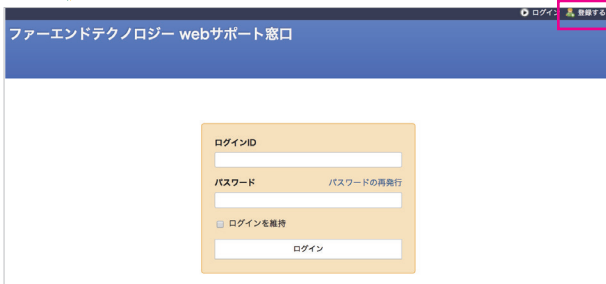 ログイン 登録する
ファーエンドテクノロジー webサポート窓口
ログインID
パスワード パスワードの再発行
ログインを維持
ログイン